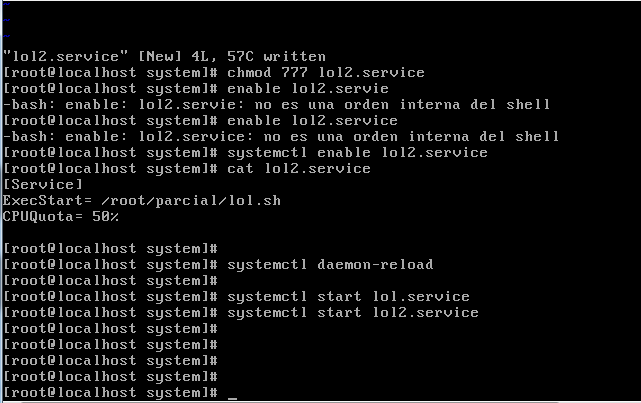 ~
~
~
"lol2.service" [New] 4L, 57C written
[root@localhost system]# chmod 777 lol2.service
[root@localhost system]# enable lol2.servie
-bash: enable: lol2.servie: no es una orden interna del shell
[root@localhost system]# enable lol2.service
-bash: enable: lol2.service: no es una orden interna del shell
[root@localhost system]# systemctl enable lol2.service
[root@localhost system]# cat lol2.service
[Service]
ExecStart= /root/parcial/lol.sh
CPUQuota= 50%

[root@localhost system]#
[root@localhost system]# systemctl daemon-reload
[root@localhost system]#
[root@localhost system]# systemctl start lol.service
[root@localhost system]# systemctl start lol2.service
[root@localhost system]#
[root@localhost system]#
[root@localhost system]#
[root@localhost system]#
[root@localhost system]# _